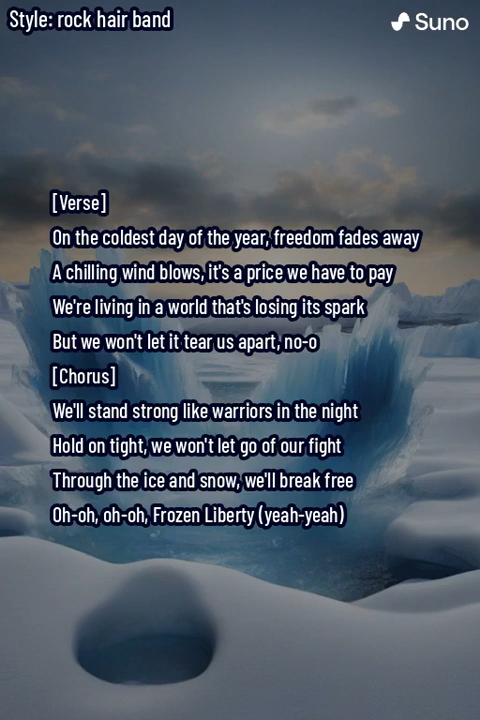 Style: rock hair band
Suno
[Verse]
On the coldest day of the year, freedom fades away
A chilling wind blows, it's a price we have to pay
We're living in a world that's losing its spark
But we won't let it tear us apart, no-o
[Chorus]
We'll stand strong like warriors in the night
Hold on tight, we won't let go of our fight
Through the ice and snow, we'll break free
Oh-oh, oh-oh, Frozen Liberty (yeah-yeah)